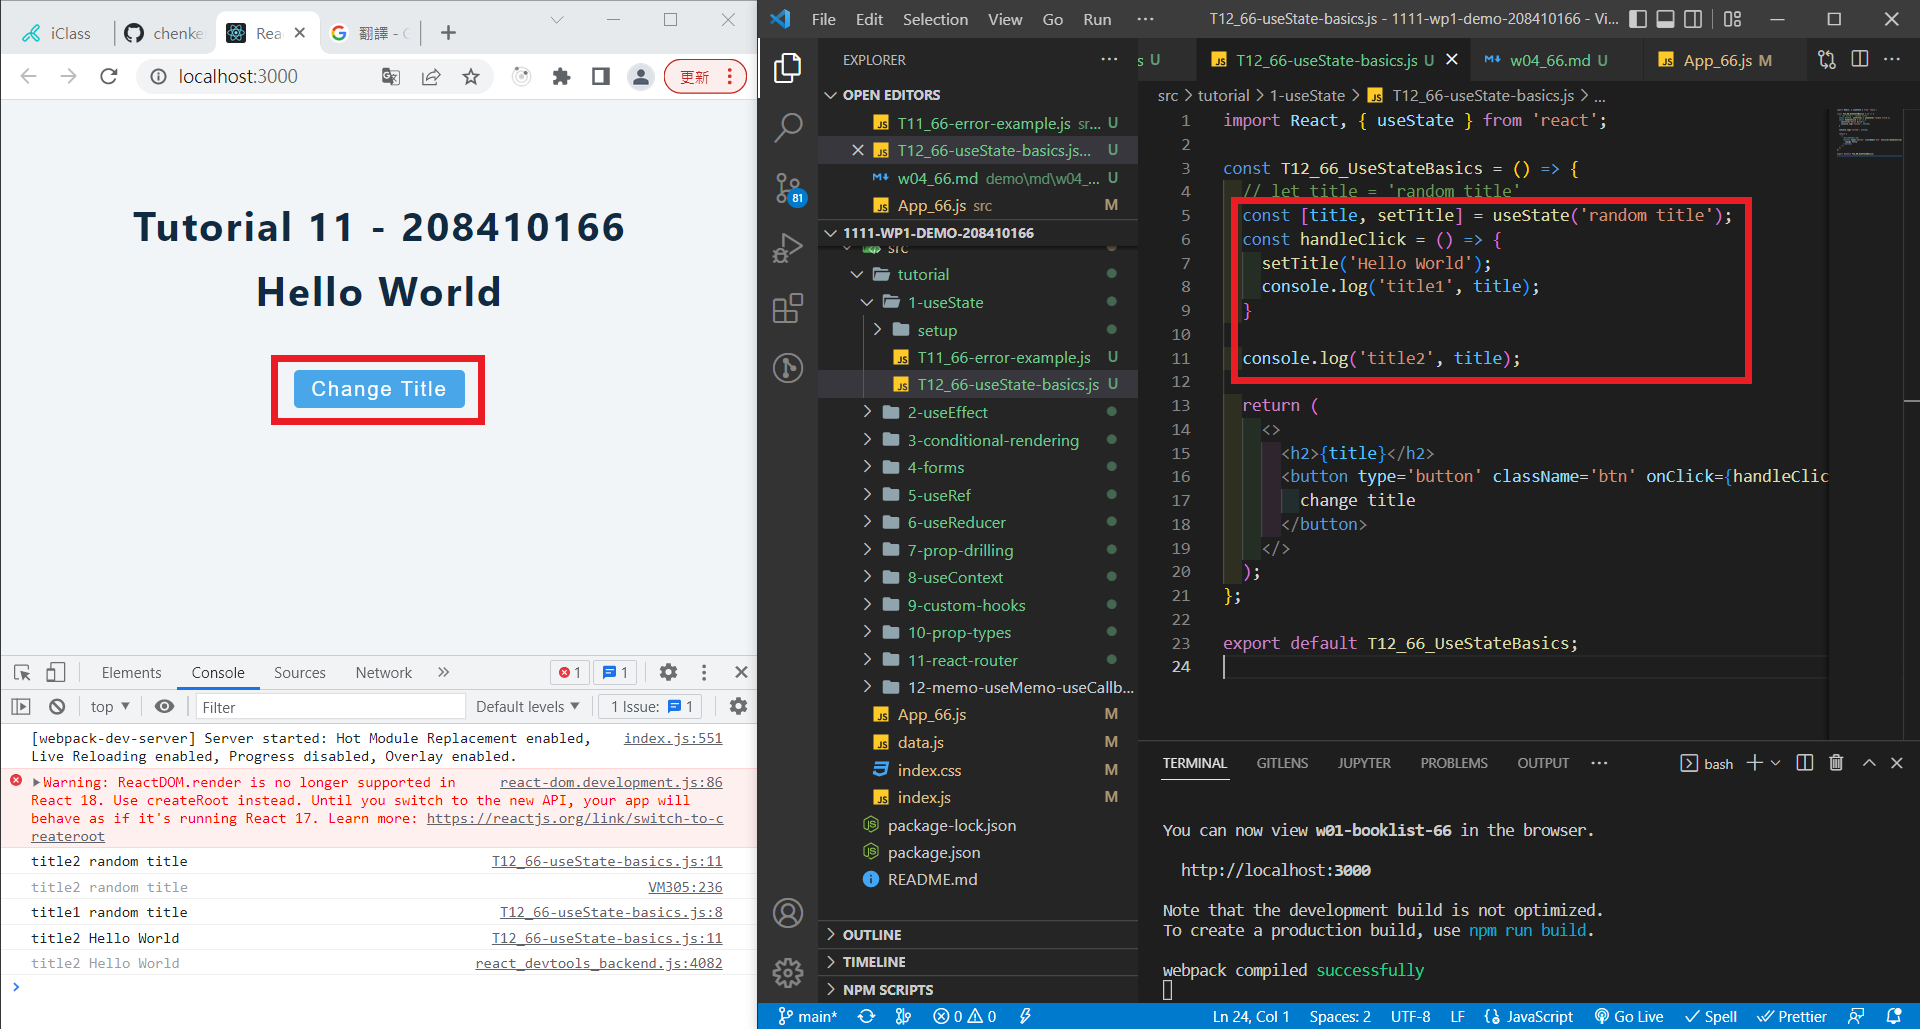 iClass
chenke
Rea
翻譯 - G
localhost:3000
更新
Tutorial 11 - 208410166
Hello World
Change Title
Elements
Console
Sources
Network
1
1
top
Filter
Default levels
1 Issue:
1
[webpack-dev-server] Server started: Hot Module Replacement enabled, index.js:551
Live Reloading enabled, Progress disabled, Overlay enabled.
Warning: ReactDOM.render is no longer supported in react-dom.development.js:86
React 18. Use createRoot instead. Until you switch to the new API, your app will
behave as if it's running React 17. Learn more: https://reactjs.org/link/switch-to-c
reateroot
title2 random title T12_66-useState-basics.js:11
title2 random title VM305:236
title1 random title T12_66-useState-basics.js:8
title2 Hello World T12_66-useState-basics.js:11
title2 Hello World react_devtools_backend.js:4082
File Edit Selection View Go Run ···
T12_66-useState-basics.js - 1111-wp1-demo-208410166 - Vi...
EXPLORER
OPEN EDITORS
T11_66-error-example.js sr... U
T12_66-useState-basics.js... U
w04_66.md demo\md\w04_... U
App_66.js src M
1111-WP1-DEMO-208410166
src
tutorial
1-useState
setup
T11_66-error-example.js U
T12_66-useState-basics.js U
2-useEffect
3-conditional-rendering
4-forms
5-useRef
6-useReducer
7-prop-drilling
8-useContext
9-custom-hooks
10-prop-types
11-react-router
12-memo-useMemo-useCallb...
App_66.js M
data.js M
index.css M
index.js M
package-lock.json
package.json
README.md
OUTLINE
TIMELINE
NPM SCRIPTS
81
s U
T12_66-useState-basics.js U
w04_66.md U
App_66.js M
src > tutorial > 1-useState > T12_66-useState-basics.js > ...
1 import React, { useState } from 'react';
2
3 const T12_66_UseStateBasics = () => {
4 // let title = 'random title'
5 const [title, setTitle] = useState('random title');
6 const handleClick = () => {
7 setTitle('Hello World');
8 console.log('title1', title);
9 }
10
11 console.log('title2', title);
12
13 return (
14 <>
15 <h2>{title}</h2>
16 <button type='button' className='btn' onClick={handleClic
17 change title
18 </button>
19 </>
20 );
21 };
22
23 export default T12_66_UseStateBasics;
24
TERMINAL GITLENS JUPYTER PROBLEMS OUTPUT ···
bash
You can now view w01-booklist-66 in the browser.
http://localhost:3000
Note that the development build is not optimized.
To create a production build, use npm run build.
webpack compiled successfully
main*
0 0
Ln 24, Col 1
Spaces: 2
UTF-8
LF
JavaScript
Go Live
Spell
Prettier